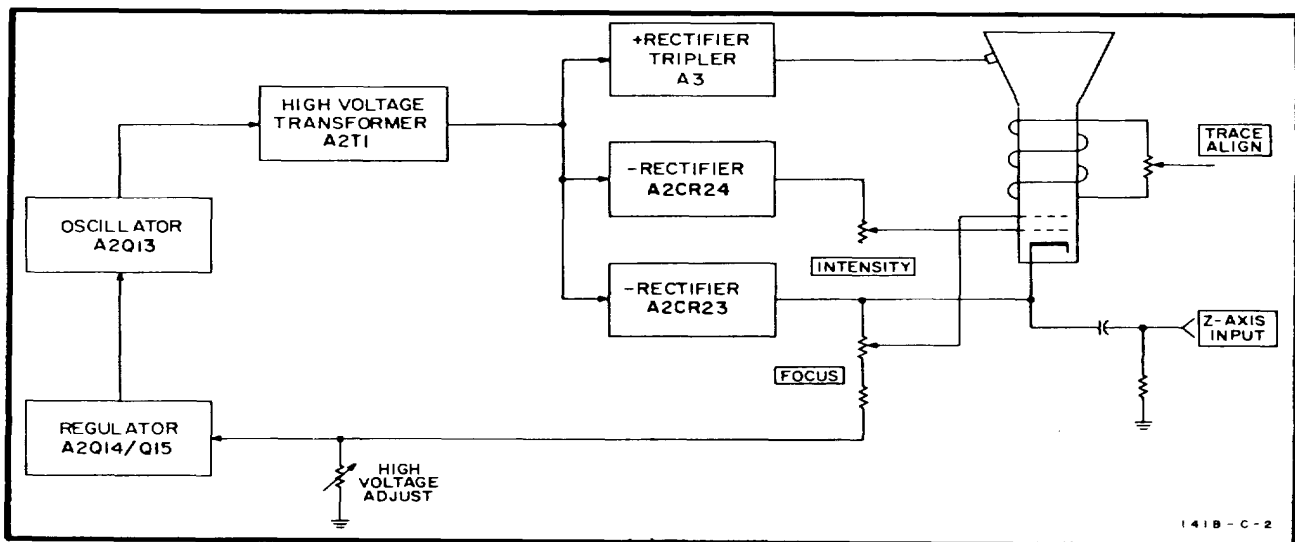 +RECTIFIER
TRIPLER
A3
HIGH VOLTAGE
TRANSFORMER
A2T1
TRACE
ALIGN
-RECTIFIER
A2CR24
OSCILLATOR
A2Q13
INTENSITY
-RECTIFIER
A2CR23
Z-AXIS
INPUT
FOCUS
REGULATOR
A2Q14/Q15
HIGH
VOLTAGE
ADJUST
141B-C-2